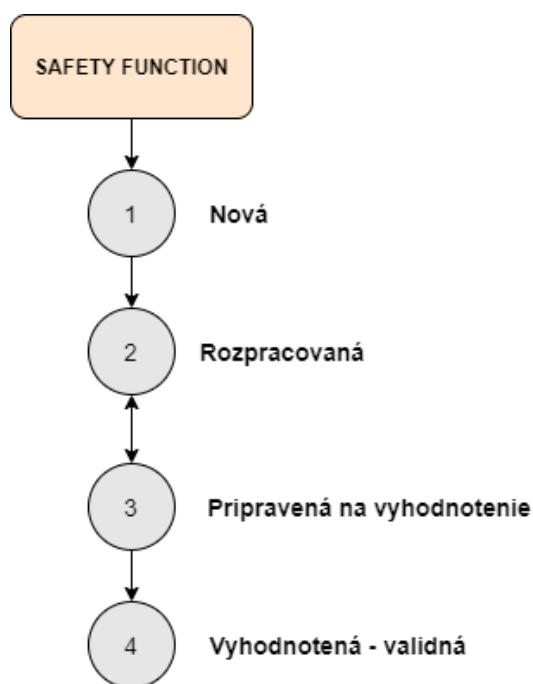 SAFETY FUNCTION
1 Nová
2 Rozpracovaná
3 Pripravená na vyhodnotenie
4 Vyhodnotená - validná